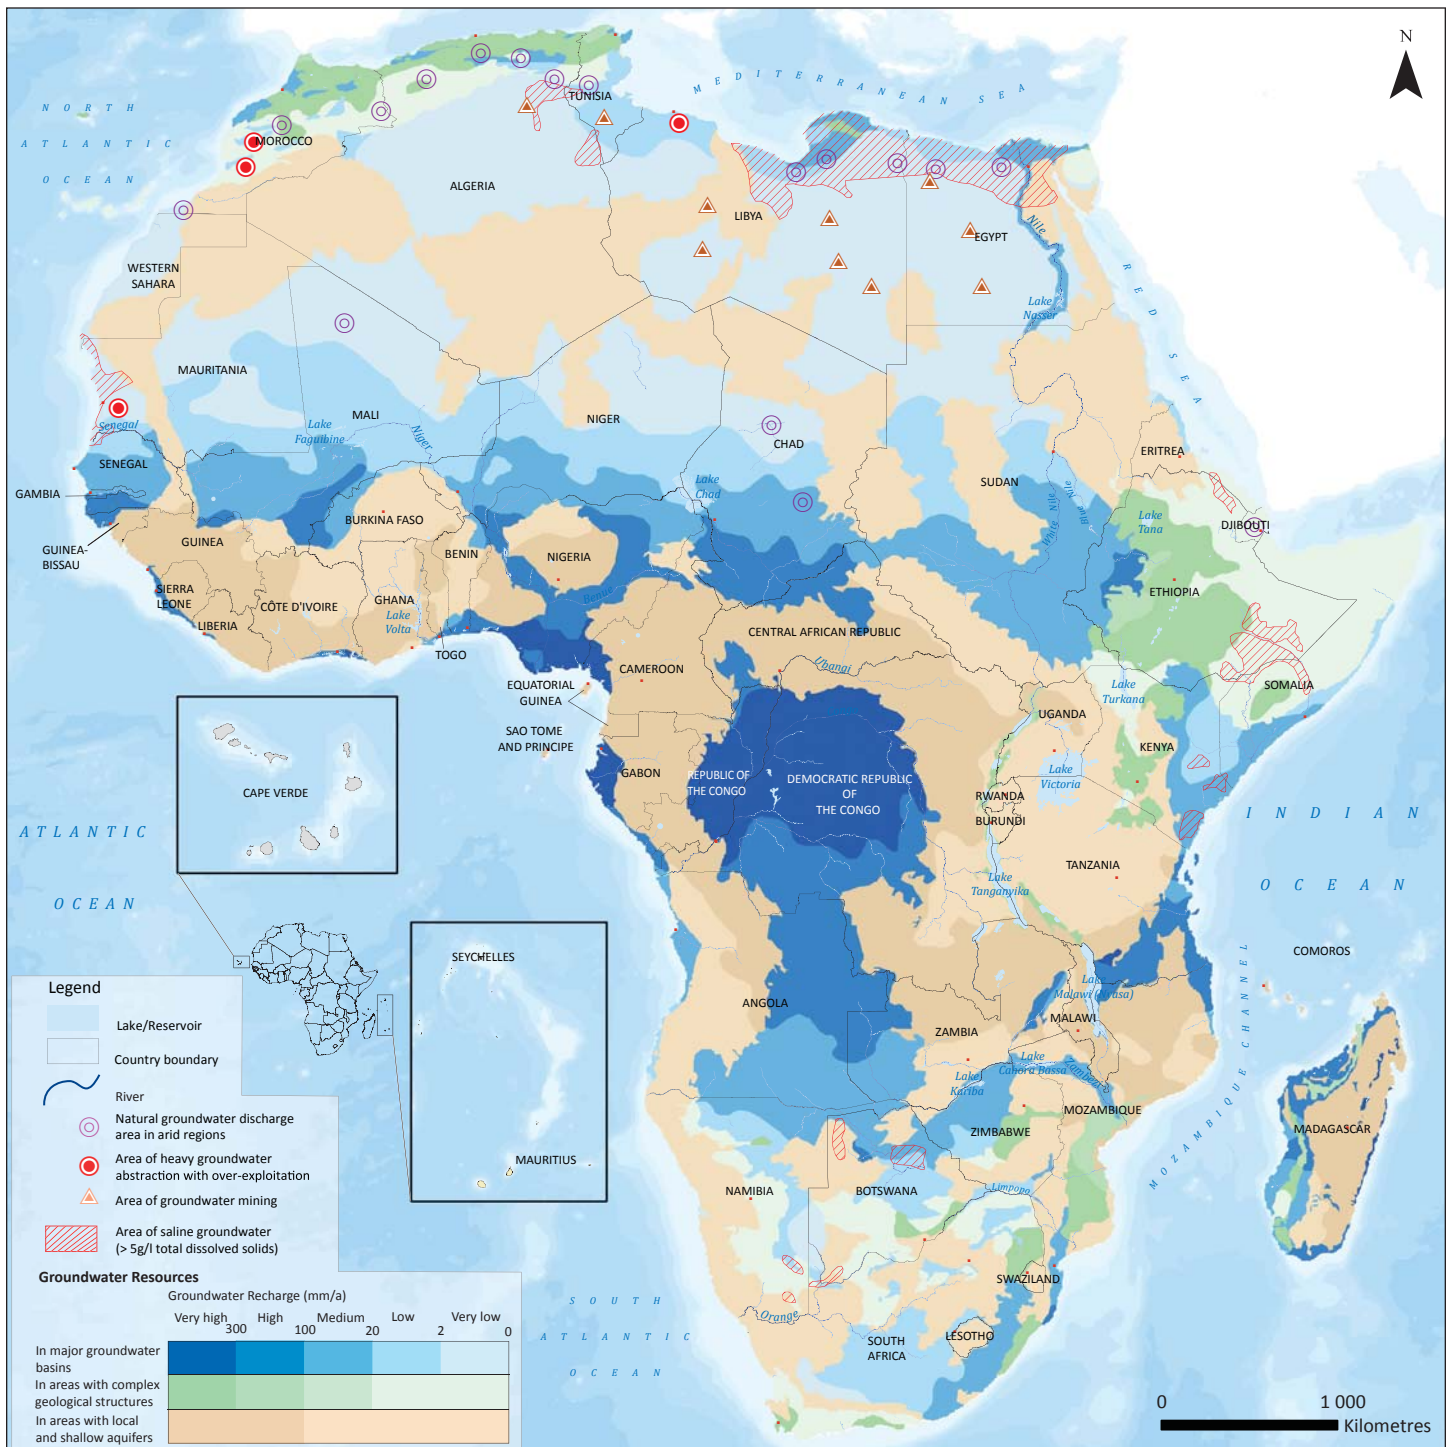 N
NORTH
ATLANTIC
OCEAN
MEDITERRANEAN SEA
TUNISIA
MOROCCO
ALGERIA
LIBYA
EGYPT
Nile
WESTERN
SAHARA
Lake
Nasser
RED SEA
MAURITANIA
MALI
Lake
Faguibine
Niger
NIGER
CHAD
Senegal
SENEGAL
GAMBIA
Lake
Chad
SUDAN
White Nile
Blue Nile
ERITREA
Lake
Tana
DJIBOUTI
BURKINA FASO
GUINEA-
BISSAU
GUINEA
BENIN
NIGERIA
ETHIOPIA
SIERRA
LEONE
CÔTE D'IVOIRE
GHANA
Lake
Volta
Benue
LIBERIA
TOGO
CENTRAL AFRICAN REPUBLIC
Ubangi
CAMEROON
EQUATORIAL
GUINEA
SAO TOME
AND PRINCIPE
GABON
REPUBLIC OF
THE CONGO
DEMOCRATIC REPUBLIC
OF
THE CONGO
Lake
Turkana
SOMALIA
UGANDA
KENYA
Lake
Victoria
RWANDA
BURUNDI
TANZANIA
Lake
Tanganyika
CAPE VERDE
ATLANTIC
OCEAN
INDIAN
OCEAN
COMOROS
SEYCHELLES
MAURITIUS
ANGOLA
ZAMBIA
Lake
Malawi (Nyasa)
MALAWI
Lake
Cahora Bassa
Zambezi
Lake
Kariba
MOZAMBIQUE
ZIMBABWE
MOZAMBIQUE CHANNEL
MADAGASCAR
NAMIBIA
BOTSWANA
Limpopo
SWAZILAND
Orange
LESOTHO
SOUTH
AFRICA
SOUTH
ATLANTIC
OCEAN
Legend
Lake/Reservoir
Country boundary
River
Natural groundwater discharge
area in arid regions
Area of heavy groundwater
abstraction with over-exploitation
Area of groundwater mining
Area of saline groundwater
(> 5g/l total dissolved solids)
Groundwater Resources
Groundwater Recharge (mm/a)
Very high High Medium Low Very low
300 100 20 2 0
In major groundwater
basins
In areas with complex
geological structures
In areas with local
and shallow aquifers
0 1 000
Kilometres